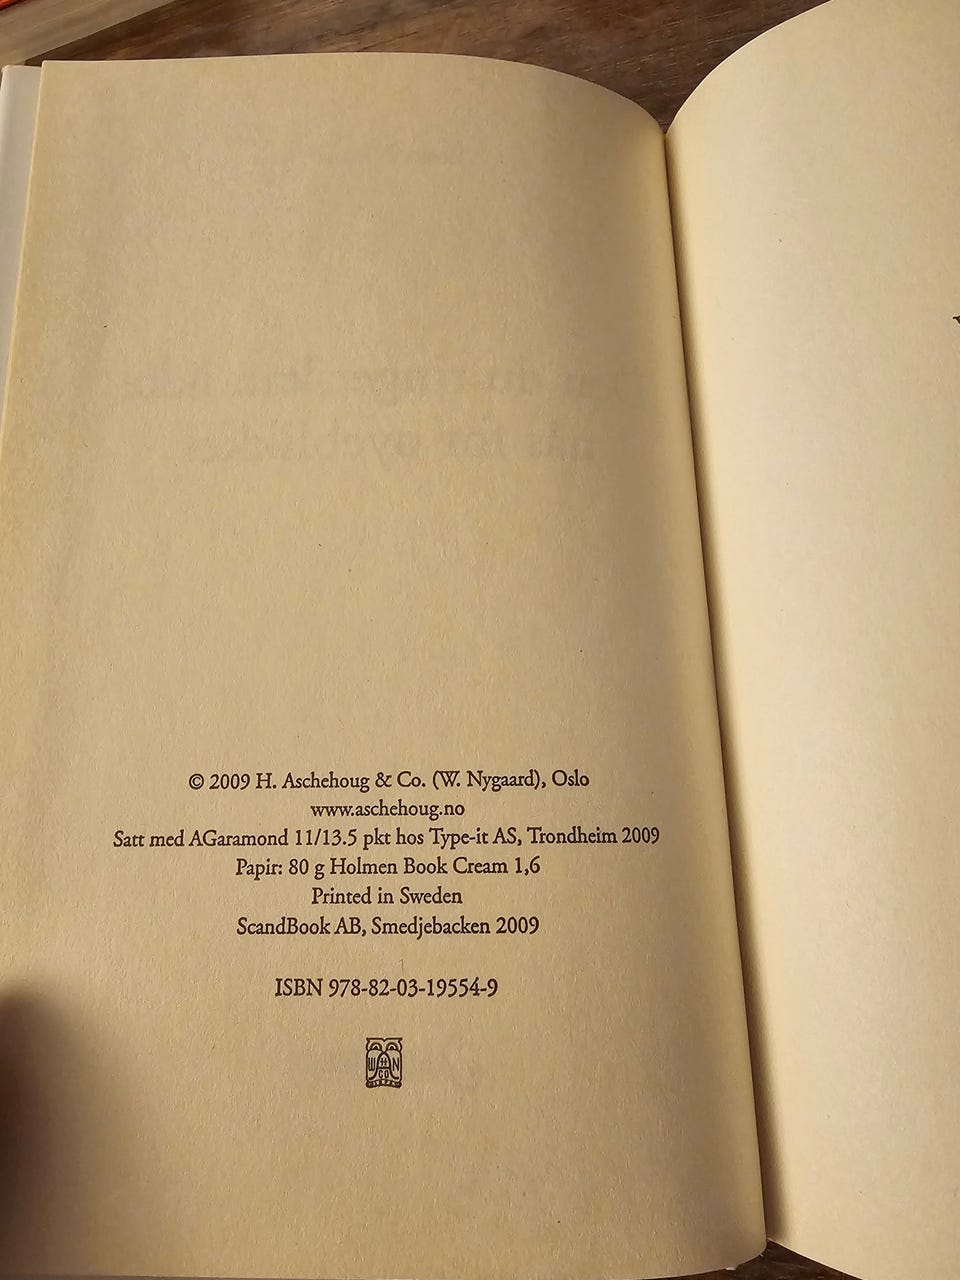 © 2009 H. Aschehoug & Co. (W. Nygaard), Oslo
www.aschehoug.no
Satt med AGaramond 11/13.5 pkt hos Type-it AS, Trondheim 2009
Papir: 80 g Holmen Book Cream 1,6
Printed in Sweden
ScandBook AB, Smedjebacken 2009
ISBN 978-82-03-19554-9